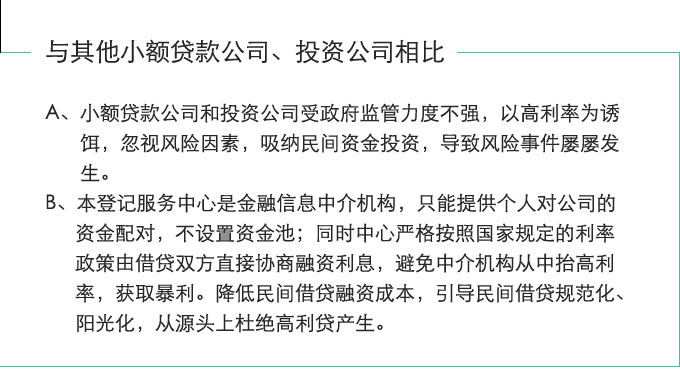 与其他小额贷款公司、投资公司相比
A、小额贷款公司和投资公司受政府监管力度不强，以高利率为诱
饵，忽视风险因素，吸纳民间资金投资，导致风险事件屡屡发
生。
B、本登记服务中心是金融信息中介机构，只能提供个人对公司的
资金配对，不设置资金池；同时中心严格按照国家规定的利率
政策由借贷双方直接协商融资利息，避免中介机构从中抬高利
率，获取暴利。降低民间借贷融资成本，引导民间借贷规范化、
阳光化，从源头上杜绝高利贷产生。